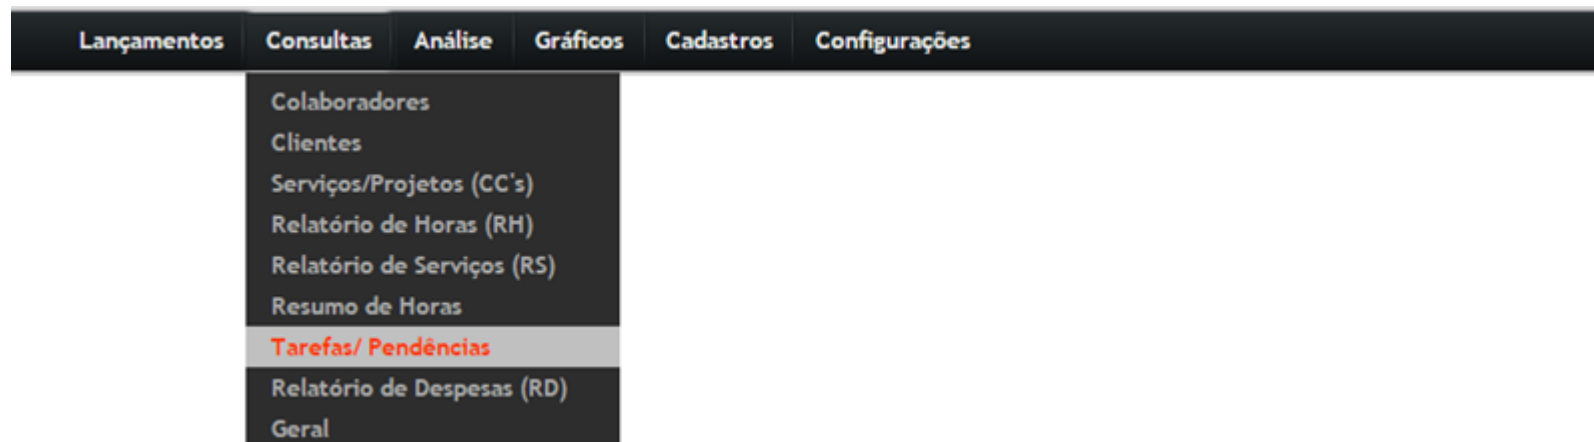 Lançamentos Consultas Análise Gráficos Cadastros Configurações
Colaboradores
Clientes
Serviços/Projetos (CC's)
Relatório de Horas (RH)
Relatório de Serviços (RS)
Resumo de Horas
Tarefas/ Pendências
Relatório de Despesas (RD)
Geral